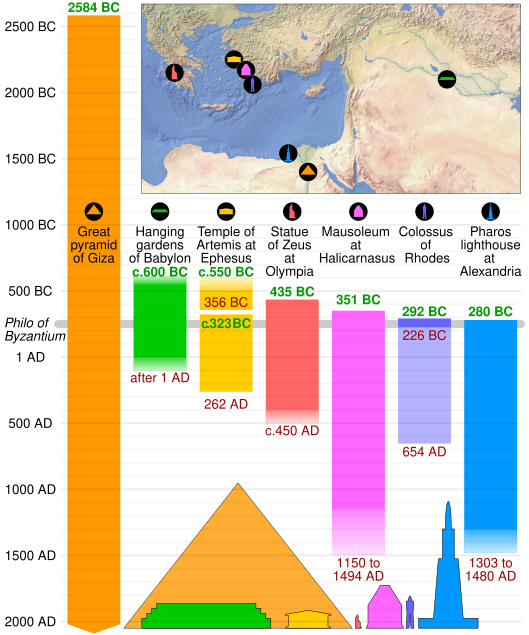 2584 BC
2500 BC
2000 BC
1500 BC
1000 BC
Great
pyramid
of Giza
Hanging
gardens
of Babylon
c.600 BC
Temple of
Artemis at
Ephesus
c.550 BC
Statue
of Zeus
at
Olympia
Mausoleum
at
Halicarnasus
Colossus
of
Rhodes
Pharos
lighthouse
at
Alexandria
500 BC
356 BC
435 BC
351 BC
292 BC
280 BC
Philo of
Byzantium
c.323BC
226 BC
1 AD
after 1 AD
262 AD
500 AD
c.450 AD
654 AD
1000 AD
1500 AD
1150 to
1494 AD
1303 to
1480 AD
2000 AD